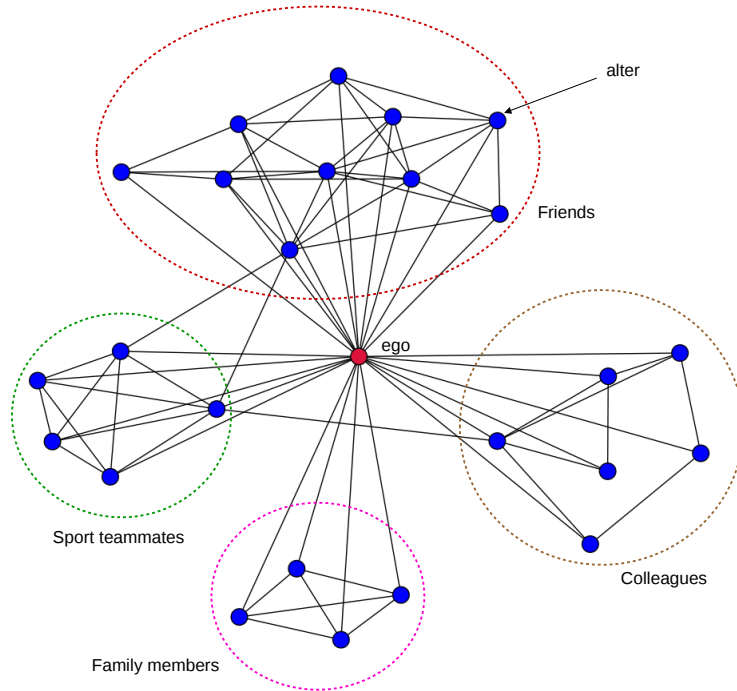 alter
Friends
ego
Sport teammates
Colleagues
Family members